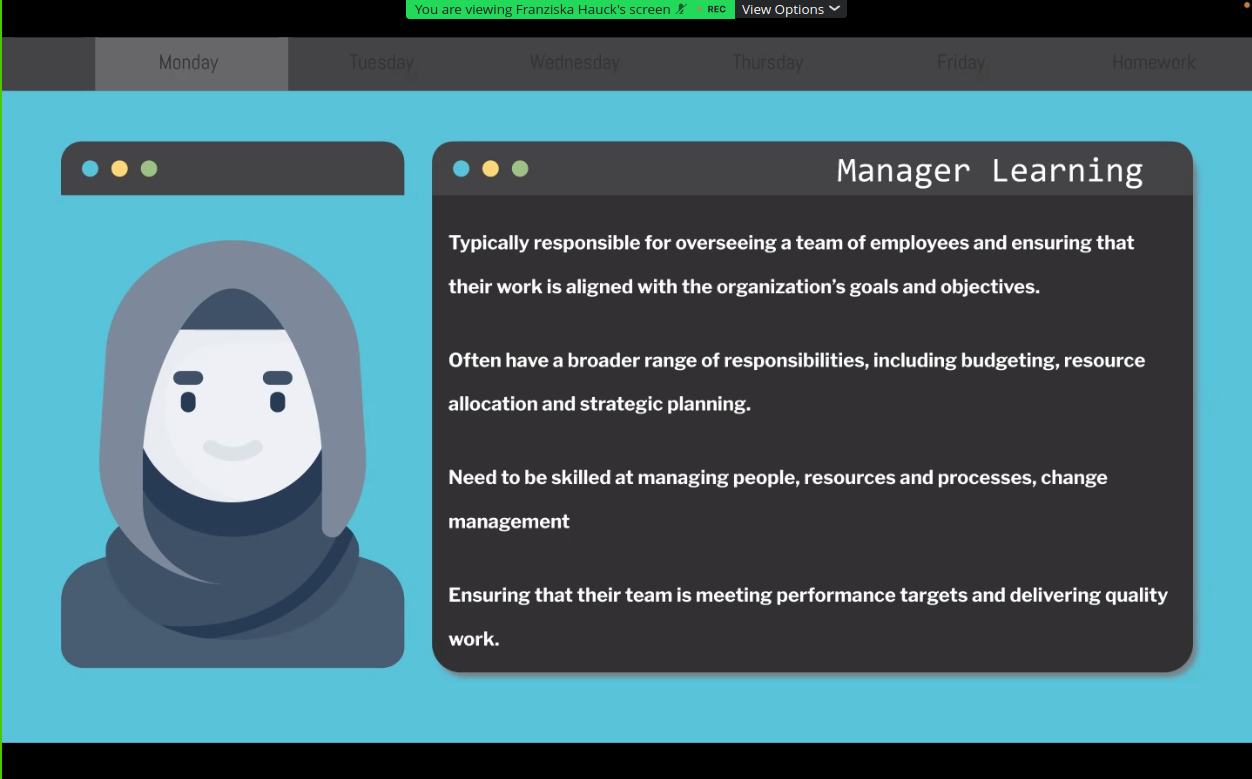 You are viewing Franziska Hauck's screen REC View Options
Monday Tuesday Wednesday Thursday Friday Homework
Manager Learning
Typically responsible for overseeing a team of employees and ensuring that
their work is aligned with the organization’s goals and objectives.
Often have a broader range of responsibilities, including budgeting, resource
allocation and strategic planning.
Need to be skilled at managing people, resources and processes, change
management
Ensuring that their team is meeting performance targets and delivering quality
work.